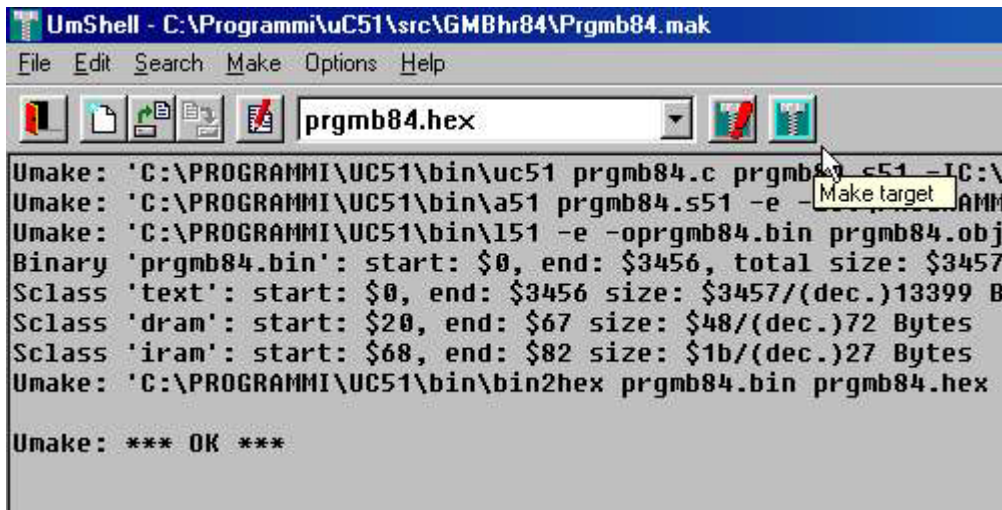 UmShell - C:\Programmi\uC51\src\GMBhr84\Prgmb84.mak
File Edit Search Make Options Help
prgmb84.hex
Umake: 'C:\PROGRAMMI\UC51\bin\uc51 prgmb84.c s51 -IC:\
Make target
Umake: 'C:\PROGRAMMI\UC51\bin\a51 prgmb84.s51 -e
Umake: 'C:\PROGRAMMI\UC51\bin\l51 -e -oprgmb84.bin prgmb84.obj
Binary 'prgmb84.bin': start: $0, end: $3456, total size: $3457
Sclass 'text': start: $0, end: $3456 size: $3457/(dec.)13399 B
Sclass 'dram': start: $20, end: $67 size: $48/(dec.)72 Bytes
Sclass 'iram': start: $68, end: $82 size: $1b/(dec.)27 Bytes
Umake: 'C:\PROGRAMMI\UC51\bin\bin2hex prgmb84.bin prgmb84.hex
Umake: *** OK ***